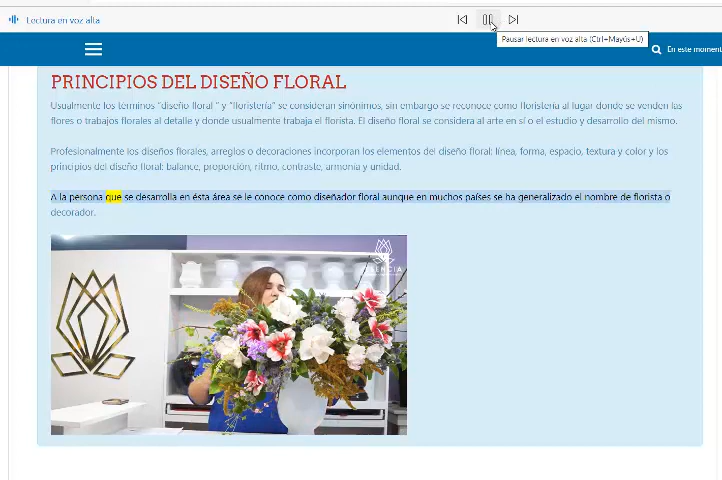 Lectura en voz alta
Pausar lectura en voz alta (Ctrl+Mayús+U)
En este moment
PRINCIPIOS DEL DISEÑO FLORAL
Usualmente los términos "diseño floral " y "floristería" se consideran sinónimos, sin embargo se reconoce como floristería al lugar donde se venden las
flores o trabajos florales al detalle y donde usualmente trabaja el florista. El diseño floral se considera al arte en sí o el estudio y desarrollo del mismo.
Profesionalmente los diseños florales, arreglos o decoraciones incorporan los elementos del diseño floral: línea, forma, espacio, textura y color y los
principios del diseño floral: balance, proporción, ritmo, contraste, armonía y unidad.
A la persona que se desarrolla en ésta área se le conoce como diseñador floral aunque en muchos países se ha generalizado el nombre de florista o
decorador.